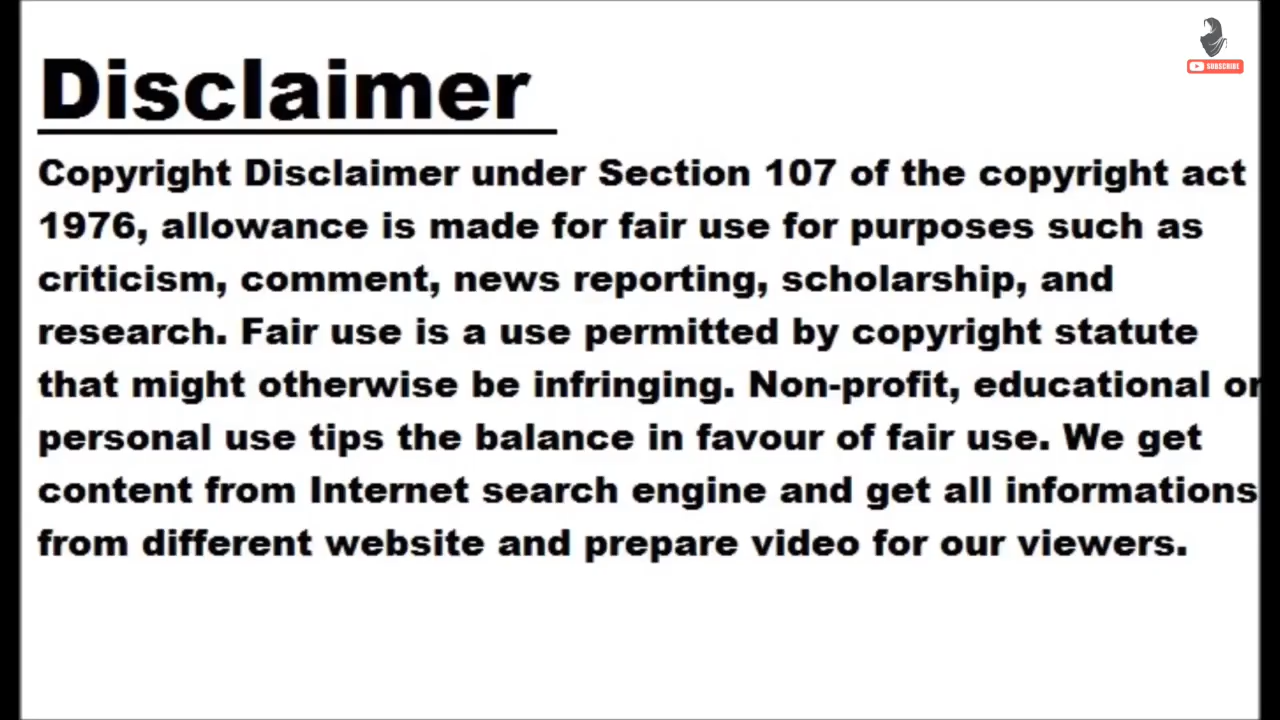 SUBSCRIBE
Disclaimer
Copyright Disclaimer under Section 107 of the copyright act
1976, allowance is made for fair use for purposes such as
criticism, comment, news reporting, scholarship, and
research. Fair use is a use permitted by copyright statute
that might otherwise be infringing. Non-profit, educational or
personal use tips the balance in favour of fair use. We get
content from Internet search engine and get all informations
from different website and prepare video for our viewers.